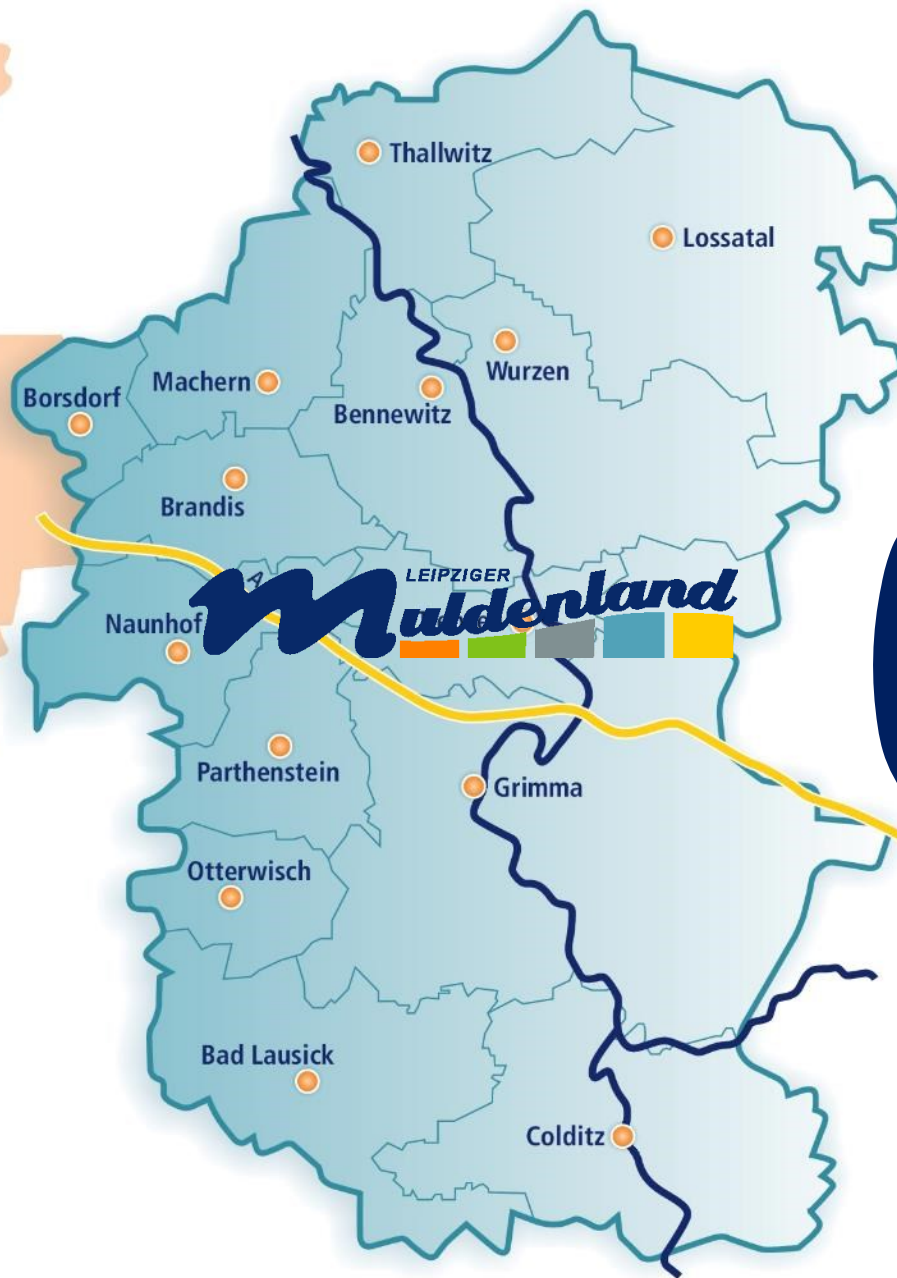 Thallwitz
Lossatal
Wurzen
Machern
Borsdorf
Bennewitz
Brandis
LEIPZIGER
Muldenland
Naunhof
Parthenstein
Grimma
Otterwisch
Bad Lausick
Colditz